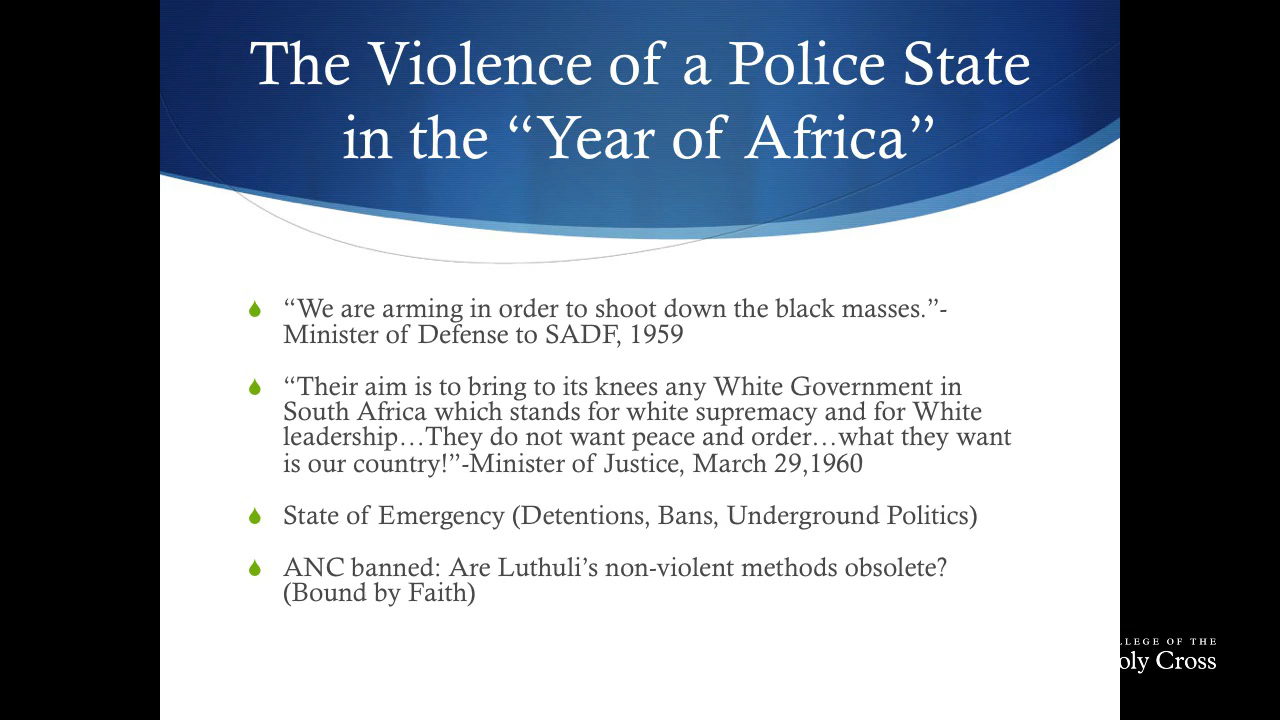 The Violence of a Police State
in the “Year of Africa”
“We are arming in order to shoot down the black masses.”-
Minister of Defense to SADF, 1959
“Their aim is to bring to its knees any White Government in
South Africa which stands for white supremacy and for White
leadership…They do not want peace and order…what they want
is our country!”-Minister of Justice, March 29,1960
State of Emergency (Detentions, Bans, Underground Politics)
ANC banned: Are Luthuli’s non-violent methods obsolete?
(Bound by Faith)
LLEGE OF THE
oly Cross